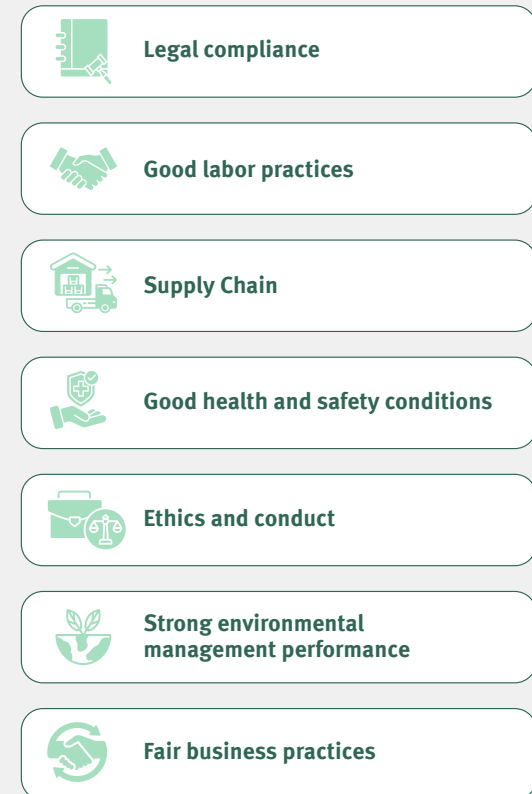 Legal compliance
Good labor practices
Supply Chain
Good health and safety conditions
Ethics and conduct
Strong environmental
management performance
Fair business practices